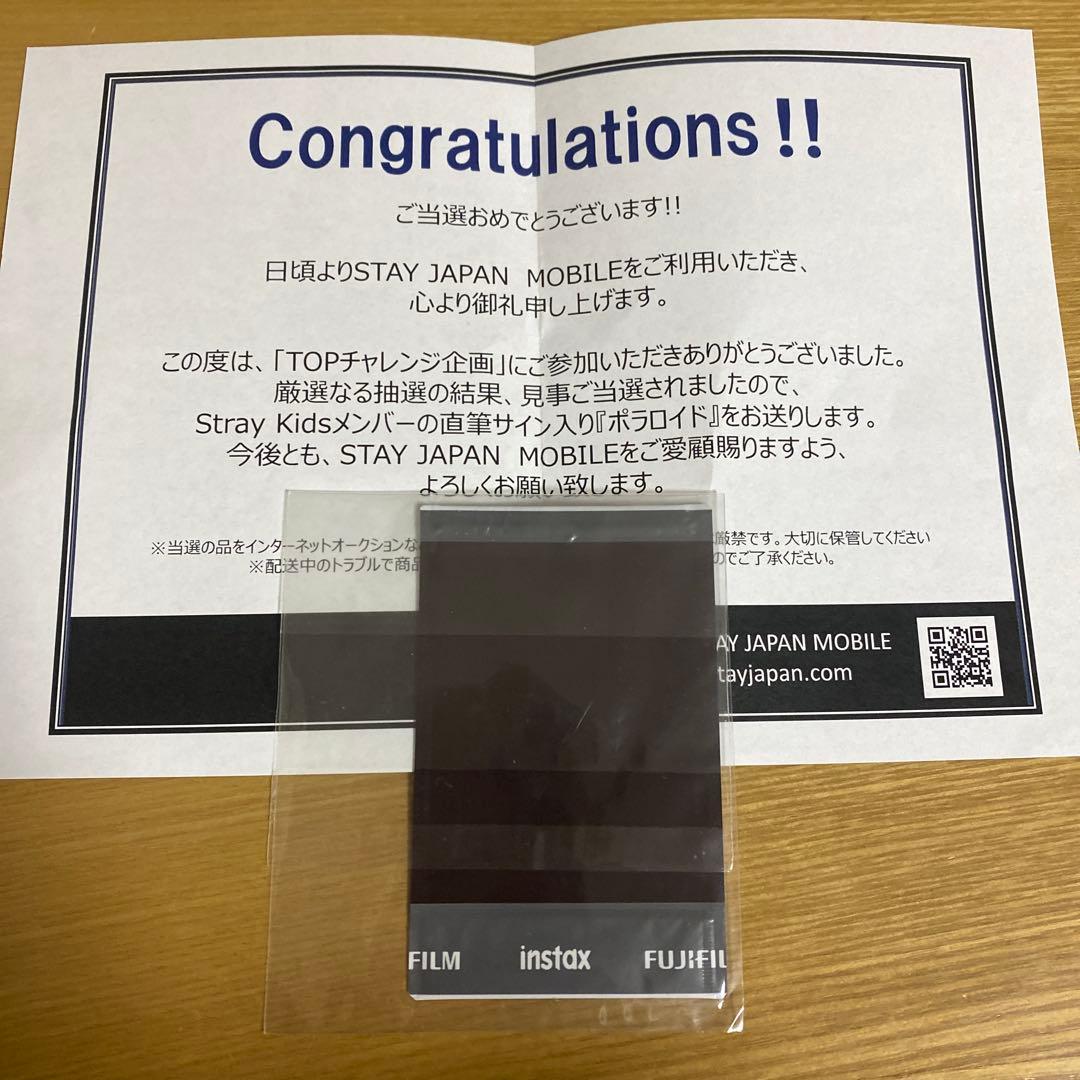 Congratulations!!
ご当選おめでとうございます!!
日頃よりSTAY JAPAN MOBILEをご利用いただき、
心より御礼申し上げます。
この度は、「TOPチャレンジ企画」にご参加いただきありがとうございました。
厳選なる抽選の結果、見事ご当選されましたので、
Stray Kidsメンバーの直筆サイン入り『ポラロイド』をお送りします。
今後とも、STAY JAPAN MOBILEをご愛顧賜りますよう、
よろしくお願い致します。
※当選の品をインターネットオークションな 厳禁です。大切に保管してください
※配送中のトラブルで商品 のでご了承ください。
AY JAPAN MOBILE
tayjapan.com
FILM instax FUJIFIL